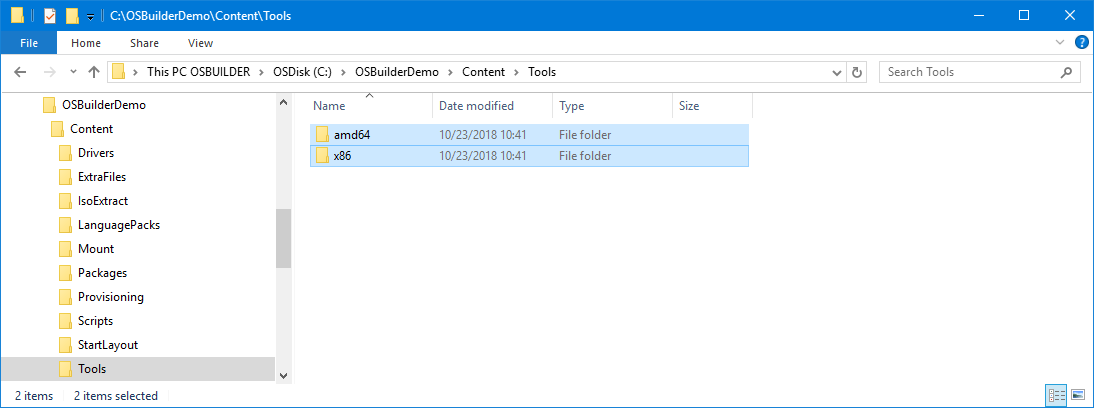 C:\OSBuilderDemo\Content\Tools
File Home Share View
This PC OSBUILDER OSDisk (C:) OSBuilderDemo Content Tools
Search Tools
OSBuilderDemo
Content
Drivers
ExtraFiles
IsoExtract
LanguagePacks
Mount
Packages
Provisioning
Scripts
StartLayout
Tools
Name Date modified Type Size
amd64 10/23/2018 10:41 File folder
x86 10/23/2018 10:41 File folder
2 items 2 items selected